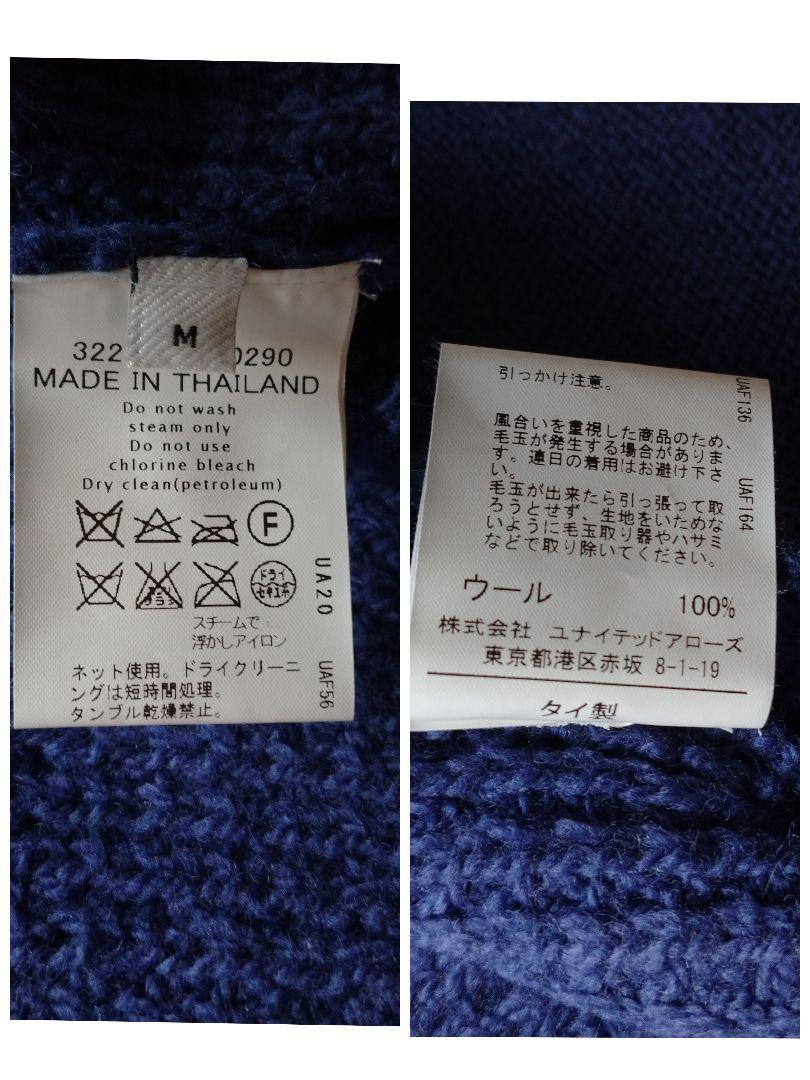 M
322 0290
MADE IN THAILAND
Do not wash
steam only
Do not use
chlorine bleach
Dry clean(petroleum)
F
ドライ
セキユ系
スチームで
浮かしアイロン
UA20
ネット使用。ドライクリーニ
ングは短時間処理。
タンブル乾燥禁止。
UAF56
引っかけ注意。
UAF136
風合いを重視した商品のため、
毛玉が発生する場合がありま
す。連日の着用はお避け下さ
い。
毛玉が出来たら引っ張って取
ろうとせず、生地をいためな
いように毛玉取り器やハサミ
などで取り除いてください。
UAF164
ウール 100%
株式会社 ユナイテッドアローズ
東京都港区赤坂 8-1-19
タイ製